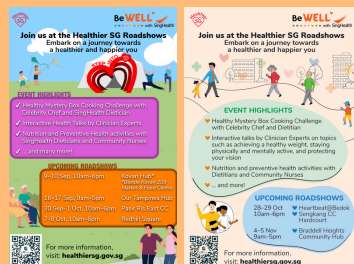 BeWELL
with SingHealth
Join us at the Healthier SG Roadshows
Embark on a journey towards
a healthier and happier you
EVENT HIGHLIGHTS
Healthy Mystery Box Cooking Challenge with
Celebrity Chef and SingHealth Dietician
Interactive Health Talks by Clinician Experts
Nutrition and Preventive Health activities with
SingHealth Dieticians and Community Nurses
... and many more!
UPCOMING ROADSHOWS
9-10 Sep, 10am-6pm
Kovan Hub*
Market & Food Centre
16-17 Sep, 9am-5pm
Our Tampines Hub
30 Sep-1 Oct, 10am-6pm
Pasir Ris East CC
7-8 Oct, 10am-6pm
Redhill Square
For more information,
visit: healthiersg.gov.sg
BeWELL
with SingHealth
Join us at the Healthier SG Roadshows
Embark on a journey towards
a healthier and happier you
EVENT HIGHLIGHTS
Healthy Mystery Box Cooking Challenge
with Celebrity Chef and Dietitian
Interactive talks by Clinician Experts on topics
such as achieving a healthy weight, staying
physically and mentally active, and protecting
your vision
Nutrition and preventive health activities with
Dietitians and Community Nurses
... and more!
UPCOMING ROADSHOWS
28-29 Oct
10am-6pm
Heartbeat@Bedok
Sengkang CC
Hardcourt
4-5 Nov
9am-5pm
Braddell Heights
Community Hub
For more information,
visit: healthiersg.gov.sg